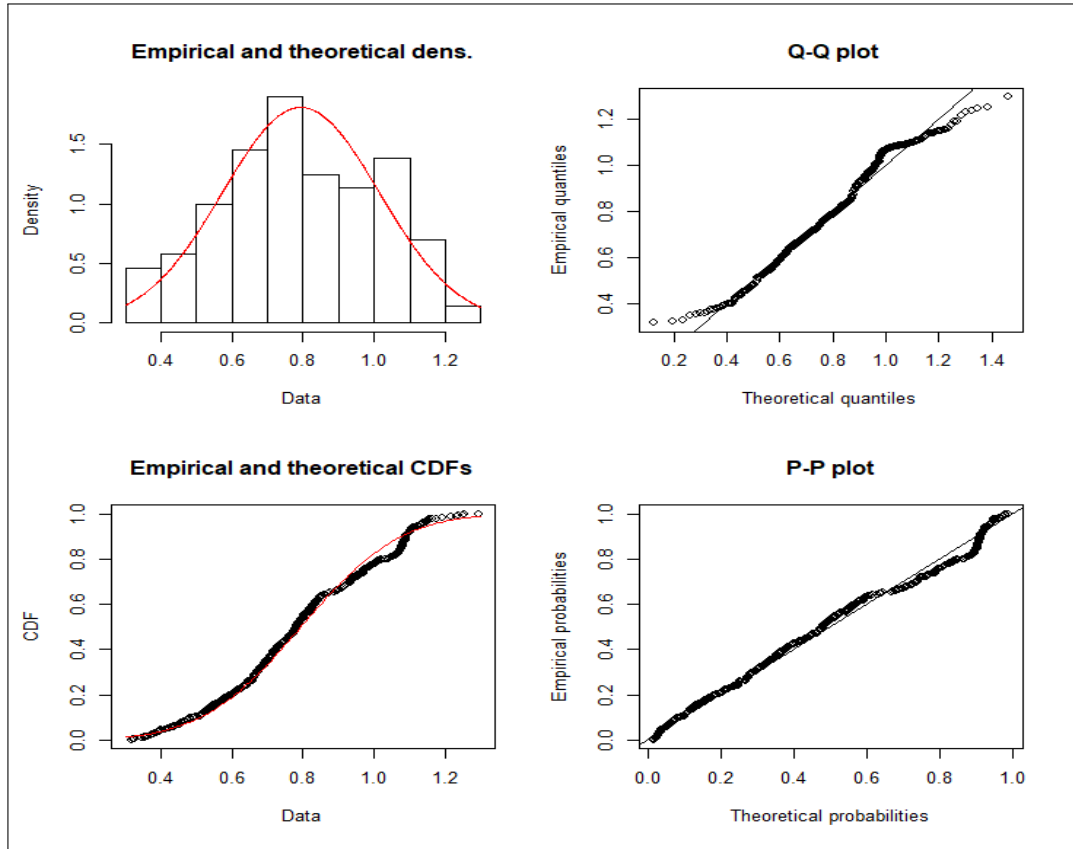 Empirical and theoretical dens.
Density
0.0 0.5 1.0 1.5
0.4 0.6 0.8 1.0 1.2
Data
Q-Q plot
Empirical quantiles
0.4 0.6 0.8 1.0 1.2
0.2 0.4 0.6 0.8 1.0 1.2 1.4
Theoretical quantiles
Empirical and theoretical CDFs
CDF
0.0 0.2 0.4 0.6 0.8 1.0
0.4 0.6 0.8 1.0 1.2
Data
P-P plot
Empirical probabilities
0.0 0.2 0.4 0.6 0.8 1.0
0.0 0.2 0.4 0.6 0.8 1.0
Theoretical probabilities